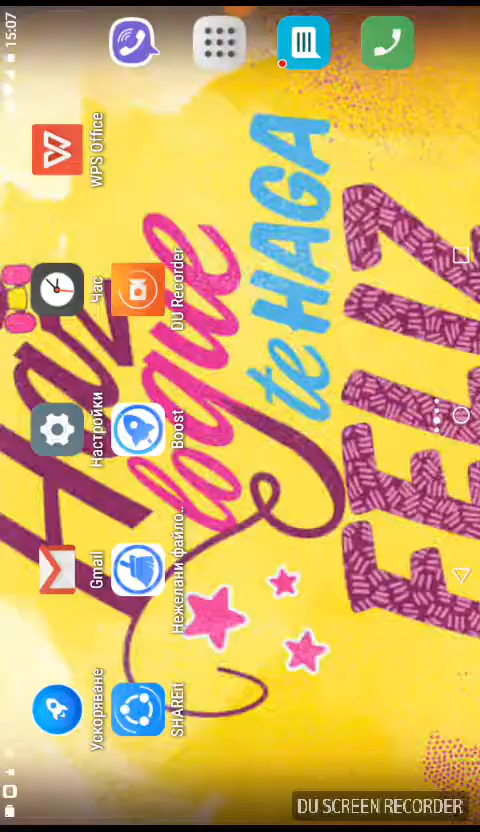 15:07
WPS Office
Час
DU Recorder
Настройки
Boost
Gmail
Нежелани файло..
Ускоряване
SHAREit
Haz
lo que
te HAGA
FELIZ
DU SCREEN RECORDER